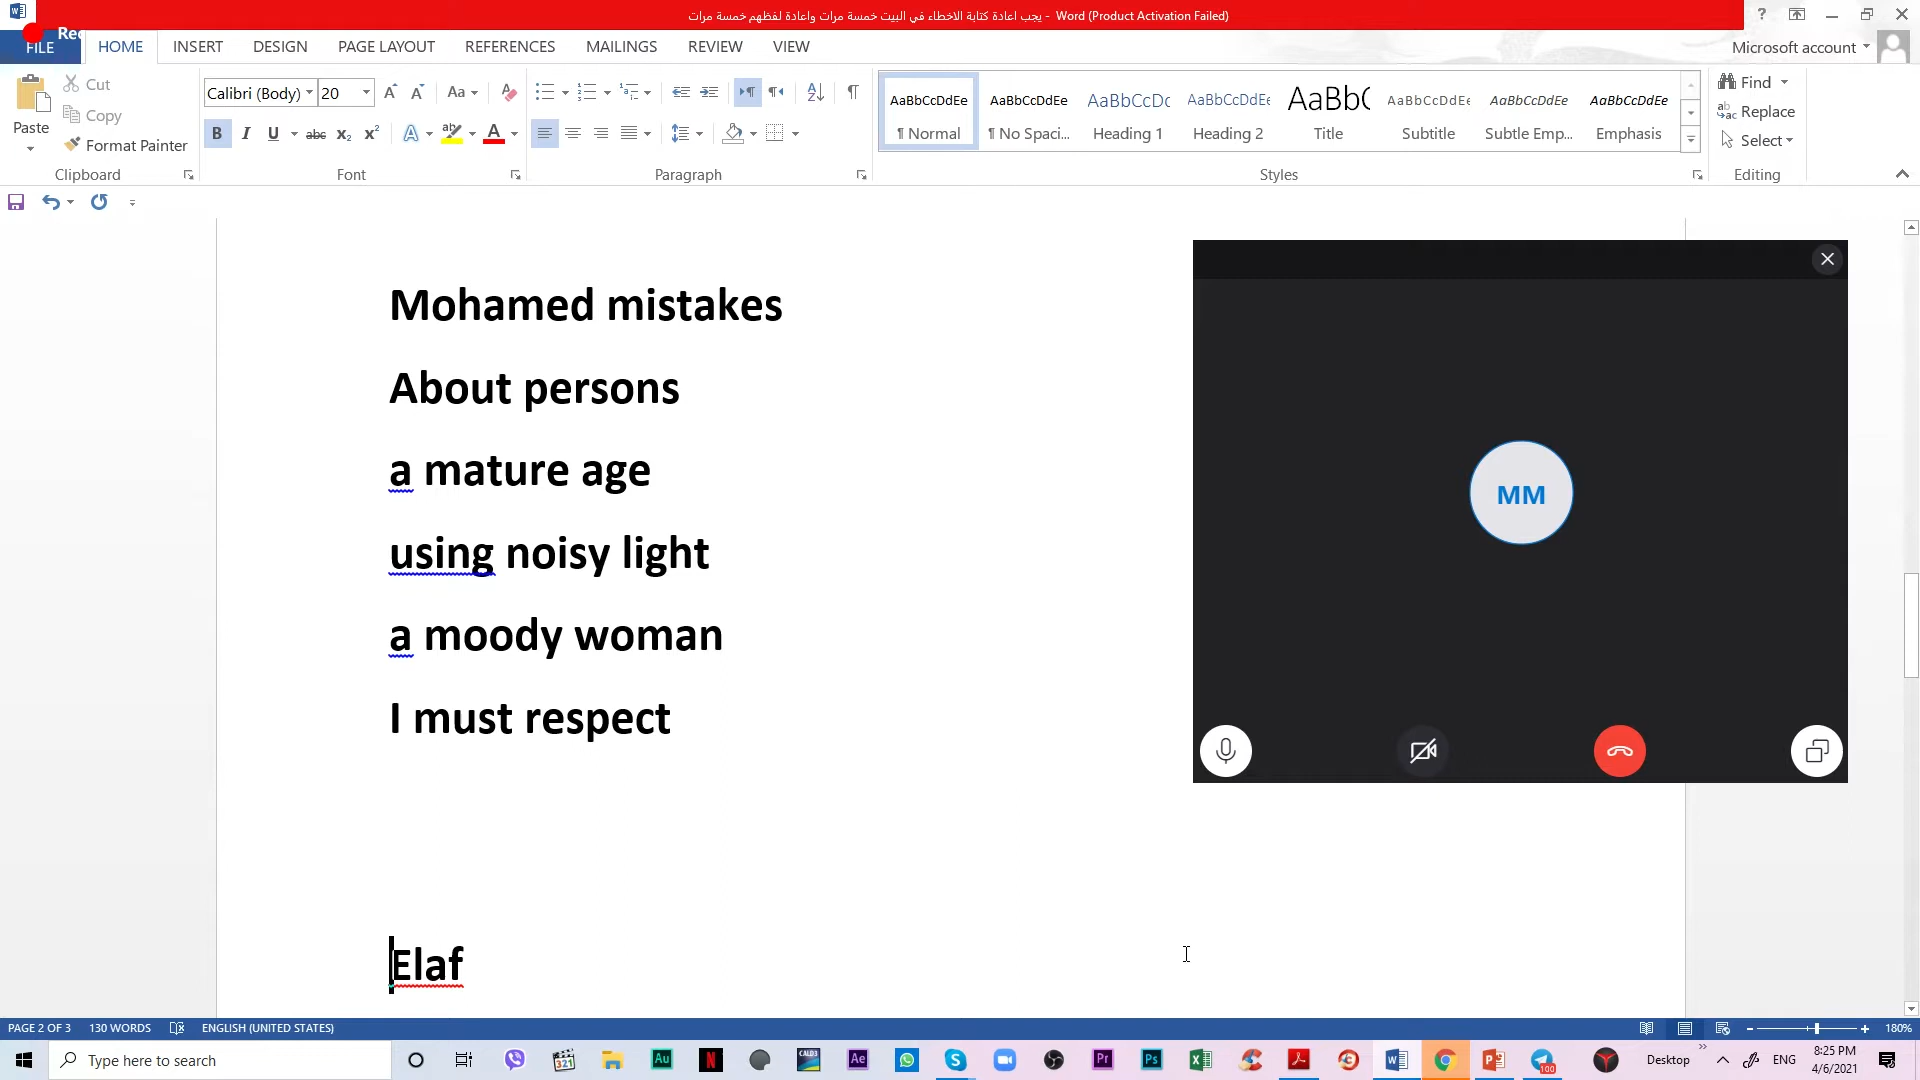 يجب اعادة كتابة الاخطاء في البيت خمسة مرات واعادة لفظهم خمسة مرات - Word (Product Activation Failed)
Rec
FILE HOME INSERT DESIGN PAGE LAYOUT REFERENCES MAILINGS REVIEW VIEW Microsoft account
Paste
Cut
Copy
Format Painter
Clipboard
Calibri (Body) 20
Font
Paragraph
AaBbCcDdEe AaBbCcDdEe AaBbCcDc AaBbCcDdEe AaBb( AaBbCcDdEe AaBbCcDdEe AaBbCcDdEe
¶ Normal ¶ No Spaci... Heading 1 Heading 2 Title Subtitle Subtle Emp... Emphasis
Styles
Find
Replace
Select
Editing
Mohamed mistakes
About persons
a mature age
using noisy light
a moody woman
I must respect
Elaf
MM
PAGE 2 OF 3 130 WORDS ENGLISH (UNITED STATES) 180%
Type here to search
Desktop ENG
8:25 PM
4/6/2021